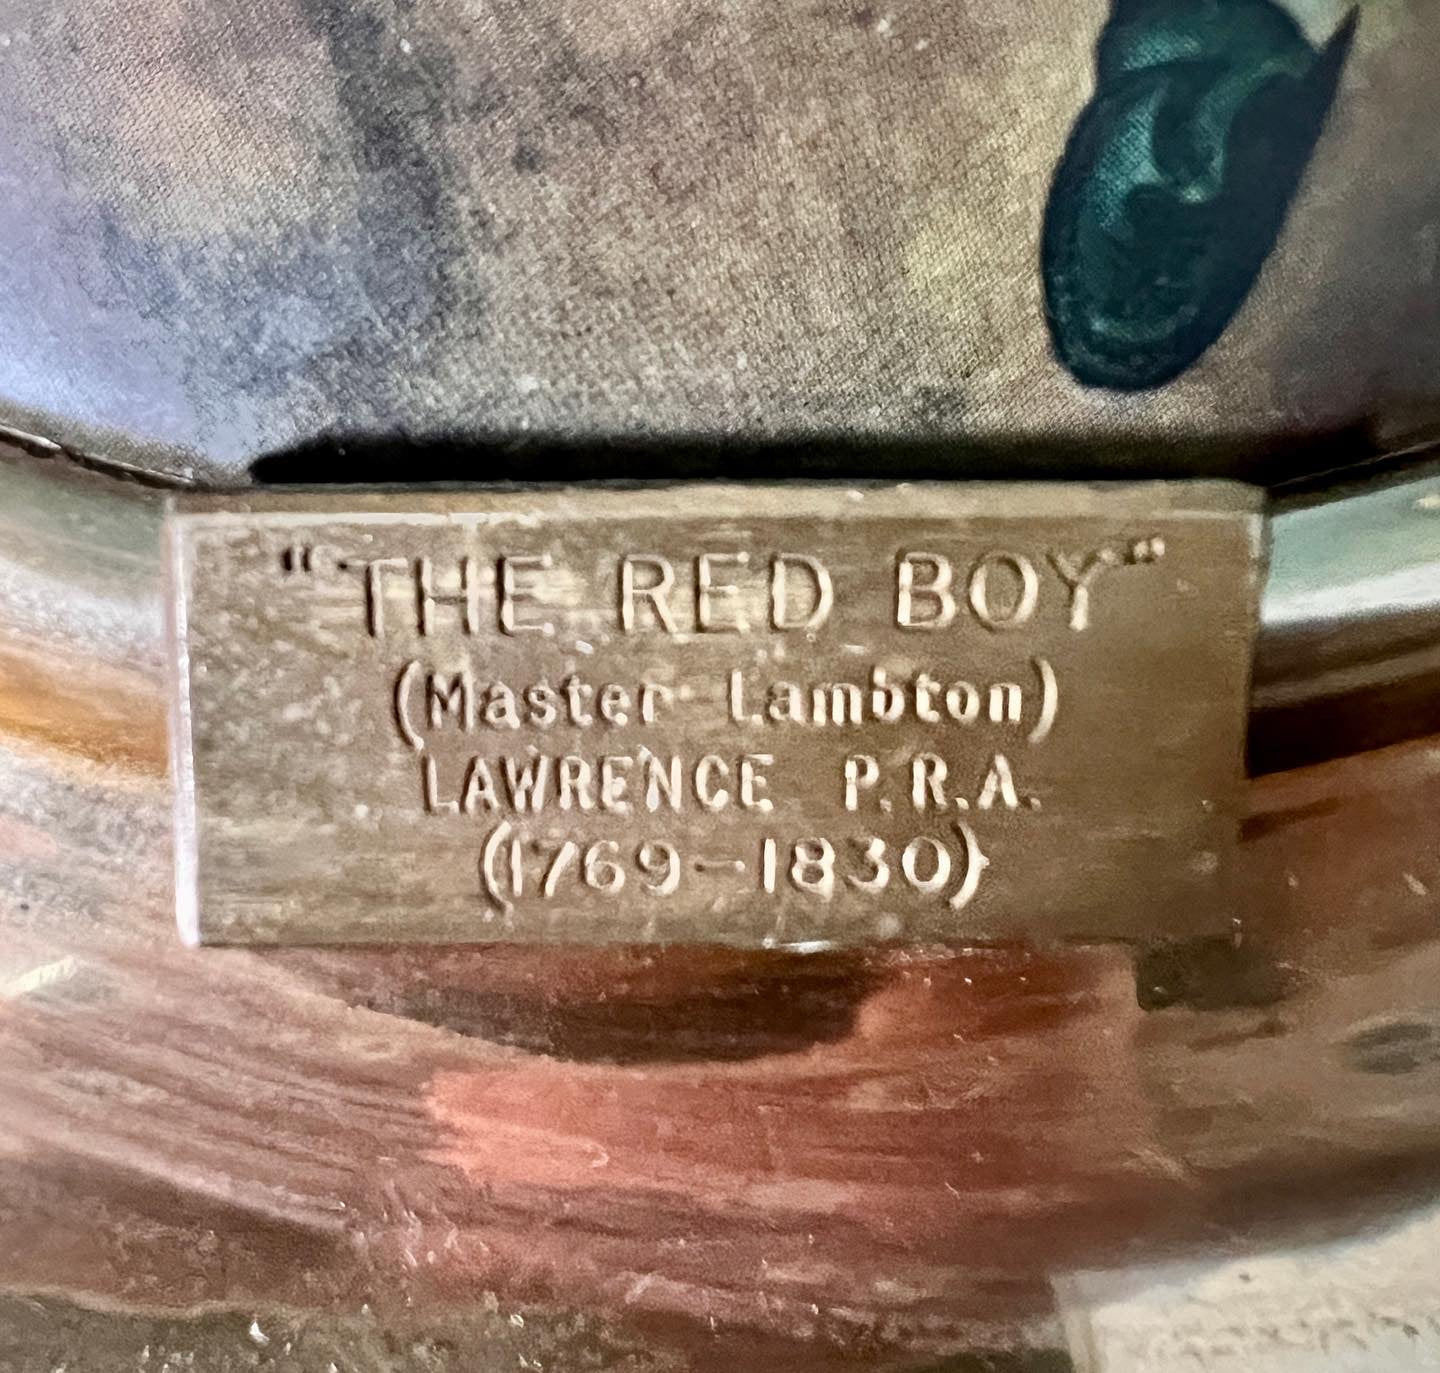 "THE RED BOY"
(Master Lambton)
LAWRENCE P.R.A.
(1769-1830)